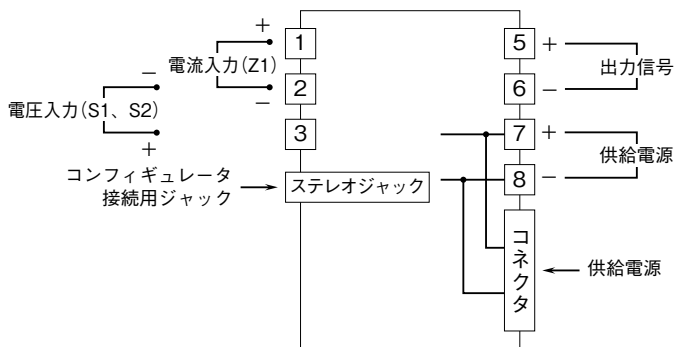 +
1
電流入力(Z1)
2
−
−
電圧入力(S1、S2)
+
3
コンフィギュレータ
接続用ジャック
ステレオジャック
5 +
出力信号
6 −
7 +
供給電源
8 −
コネクタ
供給電源